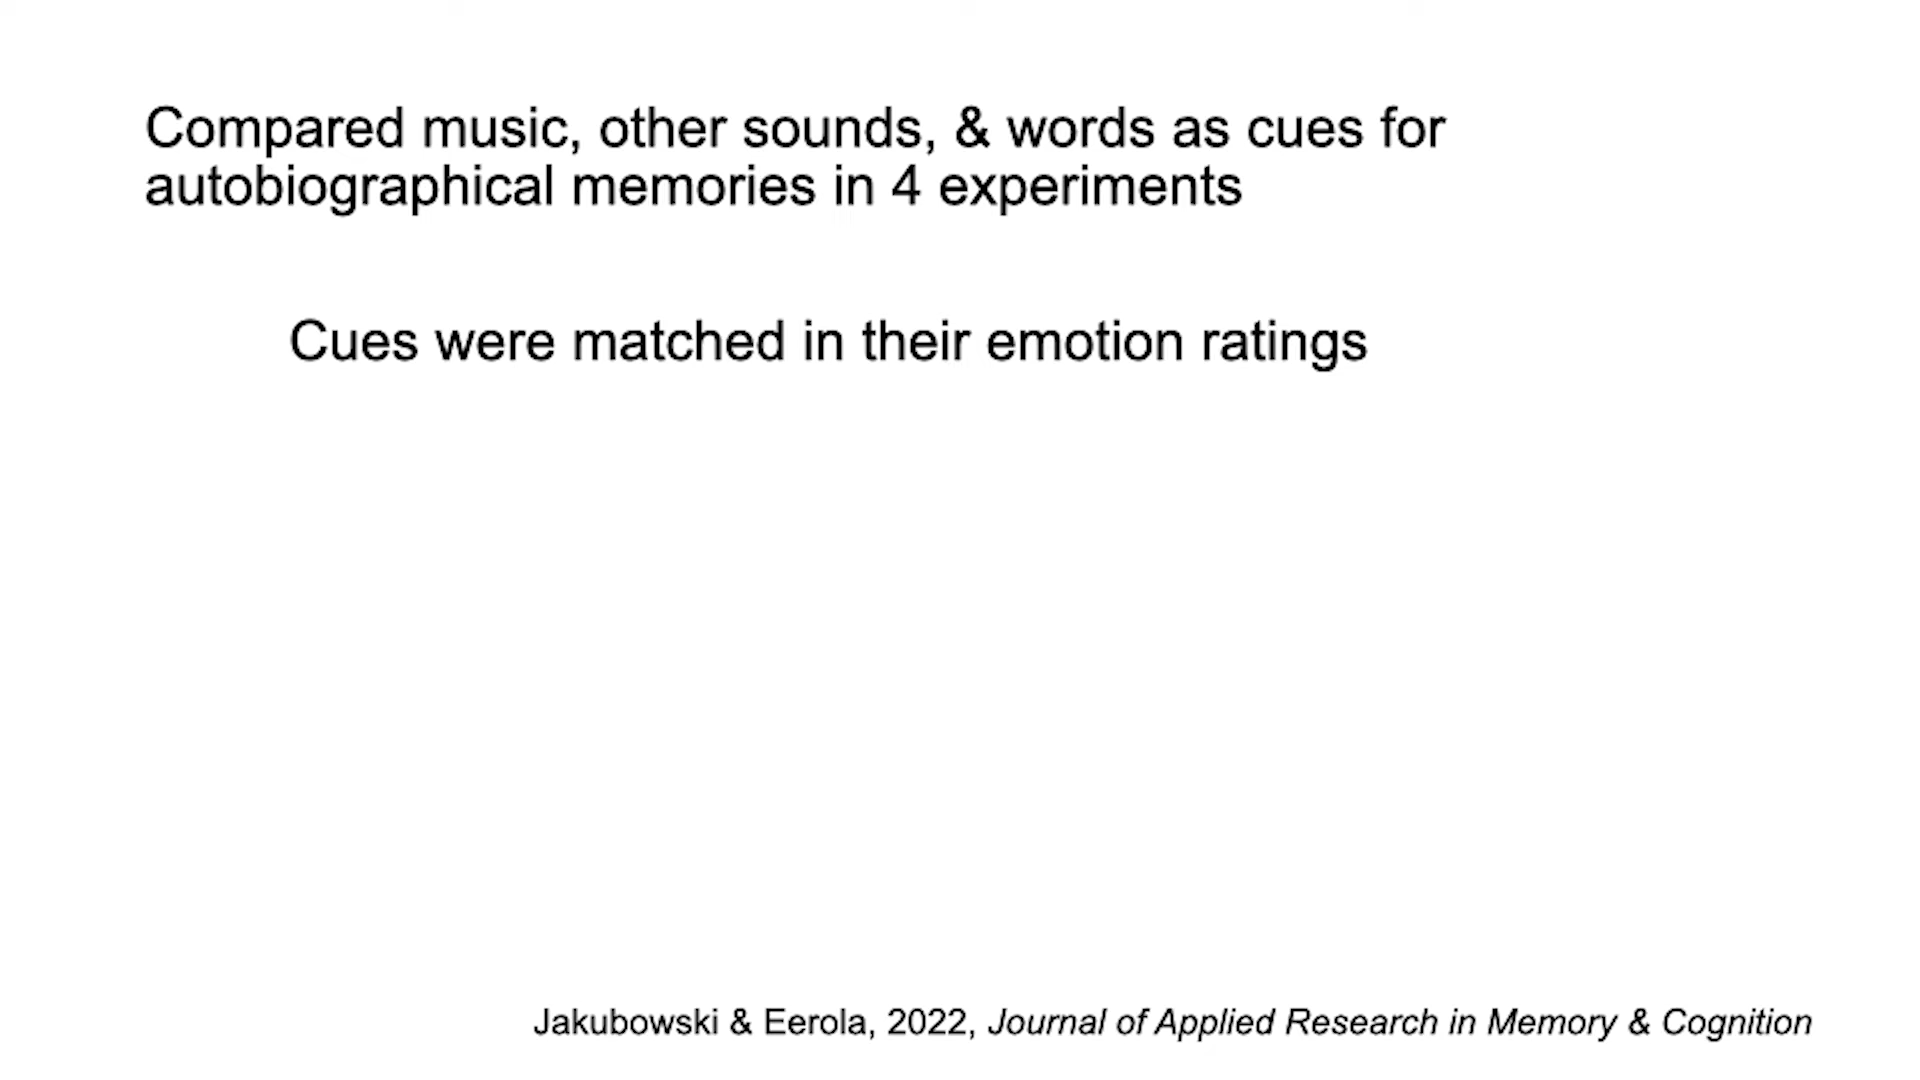 Compared music, other sounds, & words as cues for
autobiographical memories in 4 experiments
Cues were matched in their emotion ratings
Jakubowski & Eerola, 2022, Journal of Applied Research in Memory & Cognition